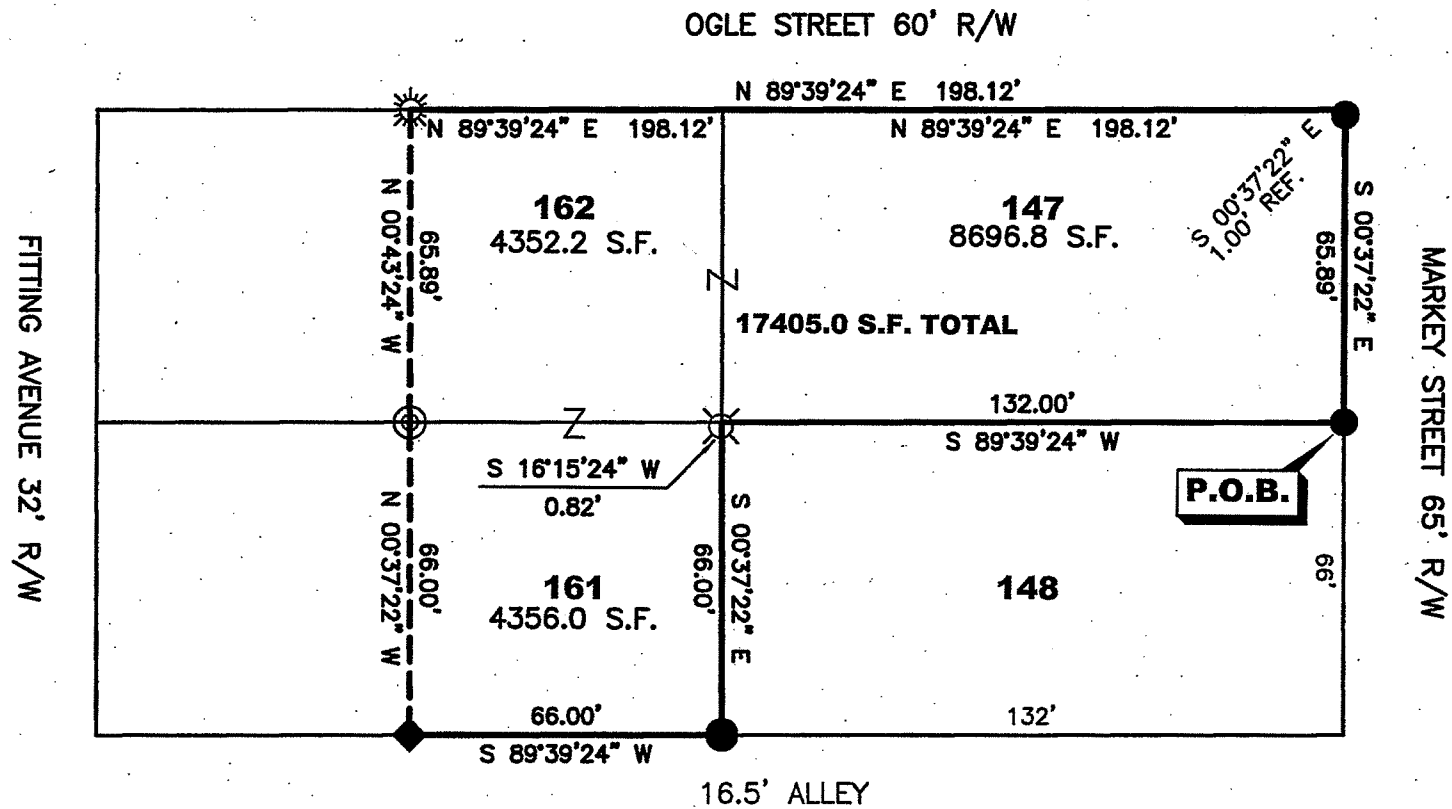 OGLE STREET 60' R/W
N 89°39'24" E 198.12'
N 89°39'24" E 198.12'
N 89°39'24" E 198.12'
S 00°37'22" E
1.00' REF.
162
4352.2 S.F.
147
8696.8 S.F.
N 00°43'24" W
65.89'
65.89'
S 00°37'22" E
FITTING AVENUE 32' R/W
MARKEY STREET 65' R/W
Z
17405.0 S.F. TOTAL
132.00'
S 89°39'24" W
Z
S 16°15'24" W
0.82'
P.O.B.
N 00°37'22" W
66.00'
161
4356.0 S.F.
66.00'
S 00°37'22" E
148
66'
66.00'
S 89°39'24" W
132'
16.5' ALLEY